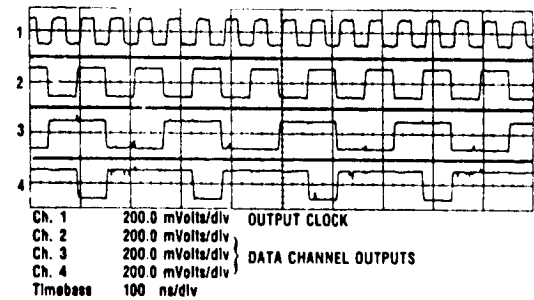 1
2
3
4
Ch. 1 200.0 mVolts/div OUTPUT CLOCK
Ch. 2 200.0 mVolts/div
Ch. 3 200.0 mVolts/div DATA CHANNEL OUTPUTS
Ch. 4 200.0 mVolts/div
Timebase 100 ns/div